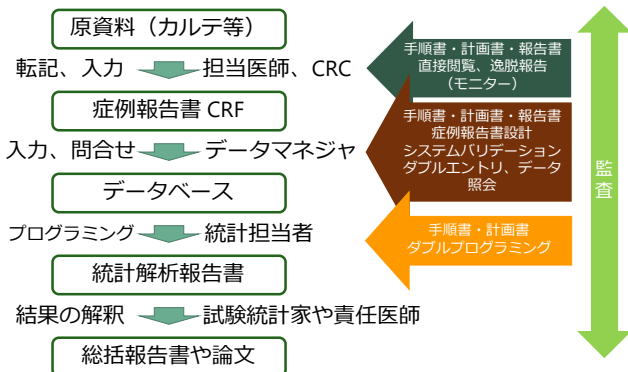 原資料（カルテ等）
転記、入力 担当医師、CRC
症例報告書 CRF
入力、問合せ データマネジャ
データベース
プログラミング 統計担当者
統計解析報告書
結果の解釈 試験統計家や責任医師
総括報告書や論文
手順書・計画書・報告書
直接閲覧、逸脱報告
（モニター）
手順書・計画書・報告書
症例報告書設計
システムバリデーション
ダブルエントリ、データ
照会
手順書・計画書
ダブルプログラミング
監査